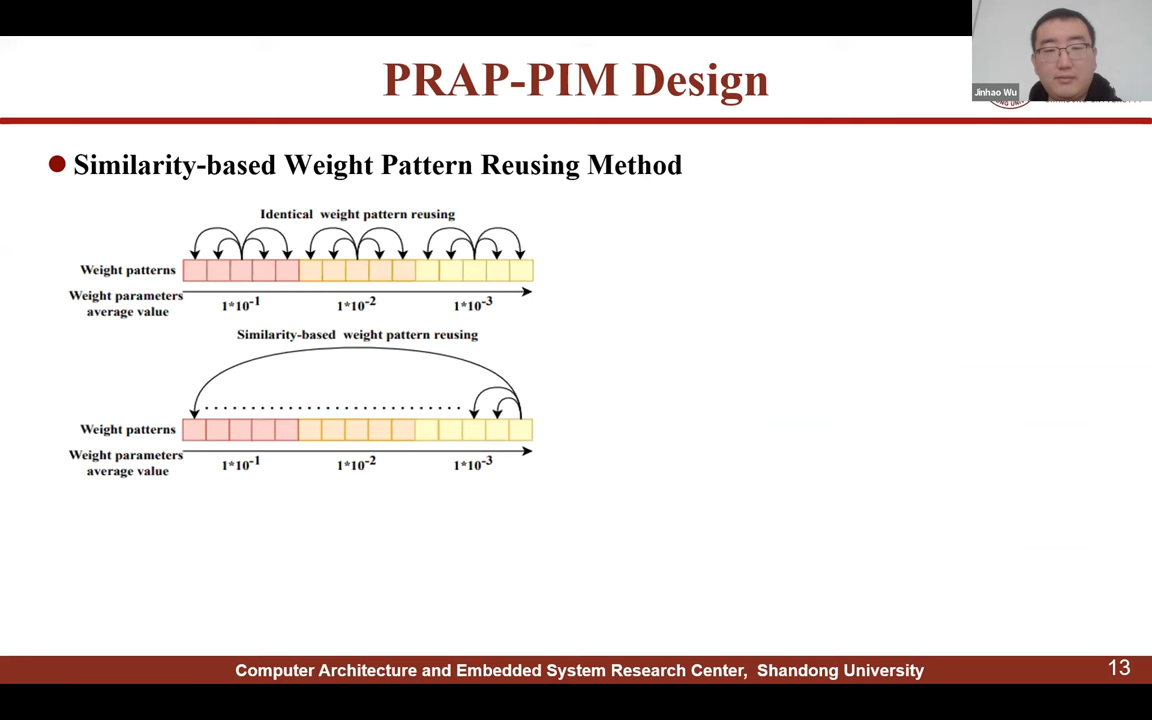 PRAP-PIM Design
Jinhao Wu
Similarity-based Weight Pattern Reusing Method
Identical weight pattern reusing
Weight patterns
Weight parameters
average value
1*10-1
1*10-2
1*10-3
Similarity-based weight pattern reusing
Weight patterns
Weight parameters
average value
1*10-1
1*10-2
1*10-3
Computer Architecture and Embedded System Research Center, Shandong University
13